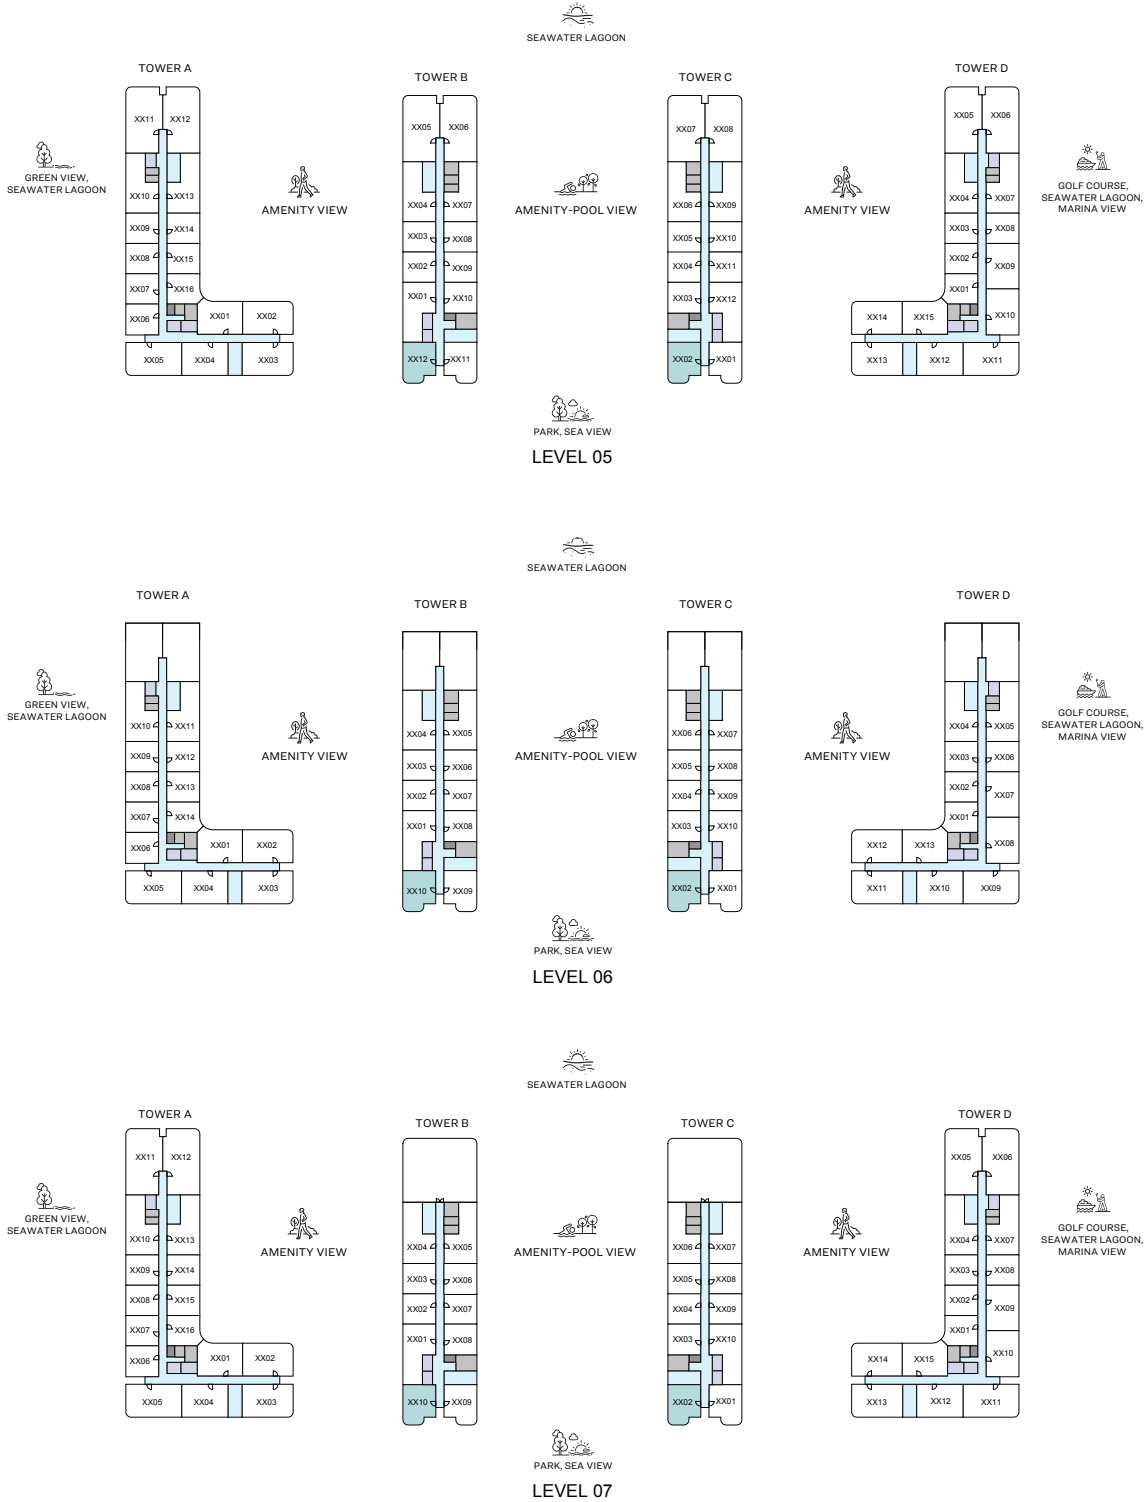 SEAWATER LAGOON
TOWER A
TOWER B
TOWER C
TOWER D
XX11 XX12
XX05 XX06
XX07 XX08
XX05 XX06
GREEN VIEW,
SEAWATER LAGOON
AMENITY VIEW
AMENITY-POOL VIEW
AMENITY VIEW
GOLF COURSE,
SEAWATER LAGOON,
MARINA VIEW
XX10 XX13
XX04 XX07
XX06 XX09
XX04 XX07
XX09 XX14
XX03 XX08
XX05 XX10
XX03 XX08
XX08 XX15
XX02 XX09
XX04 XX11
XX02 XX09
XX07 XX16
XX01 XX10
XX03 XX12
XX01
XX06 XX01 XX02
XX14 XX15 XX10
XX05 XX04 XX03
XX12 XX11
XX02 XX01
XX13 XX12 XX11
PARK, SEA VIEW
LEVEL 05
SEAWATER LAGOON
TOWER A
TOWER B
TOWER C
TOWER D
GREEN VIEW,
SEAWATER LAGOON
AMENITY VIEW
AMENITY-POOL VIEW
AMENITY VIEW
GOLF COURSE,
SEAWATER LAGOON,
MARINA VIEW
XX10 XX11
XX04 XX05
XX06 XX07
XX04 XX05
XX09 XX12
XX03 XX06
XX05 XX08
XX03 XX06
XX08 XX13
XX02 XX07
XX04 XX09
XX02 XX07
XX07 XX14
XX01 XX08
XX03 XX10
XX01
XX06 XX01 XX02
XX12 XX13 XX08
XX05 XX04 XX03
XX10 XX09
XX02 XX01
XX11 XX10 XX09
PARK, SEA VIEW
LEVEL 06
SEAWATER LAGOON
TOWER A
TOWER B
TOWER C
TOWER D
XX11 XX12
XX05 XX06
GREEN VIEW,
SEAWATER LAGOON
AMENITY VIEW
AMENITY-POOL VIEW
AMENITY VIEW
GOLF COURSE,
SEAWATER LAGOON,
MARINA VIEW
XX10 XX13
XX04 XX05
XX06 XX07
XX04 XX07
XX09 XX14
XX03 XX06
XX05 XX08
XX03 XX08
XX08 XX15
XX02 XX07
XX04 XX09
XX02 XX09
XX07 XX16
XX01 XX08
XX03 XX10
XX01
XX06 XX01 XX02
XX14 XX15 XX10
XX05 XX04 XX03
XX10 XX09
XX02 XX01
XX13 XX12 XX11
PARK, SEA VIEW
LEVEL 07